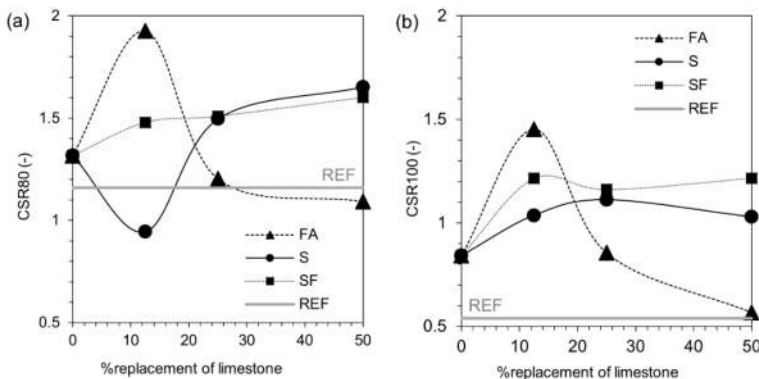 (a)
2
1.5
1
0.5
CSR80 (-)
REF
FA
S
SF
REF
0 10 20 30 40 50
%replacement of limestone
(b)
2
1.5
1
0.5
CSR100 (-)
FA
S
SF
REF
REF
0 10 20 30 40 50
%replacement of limestone